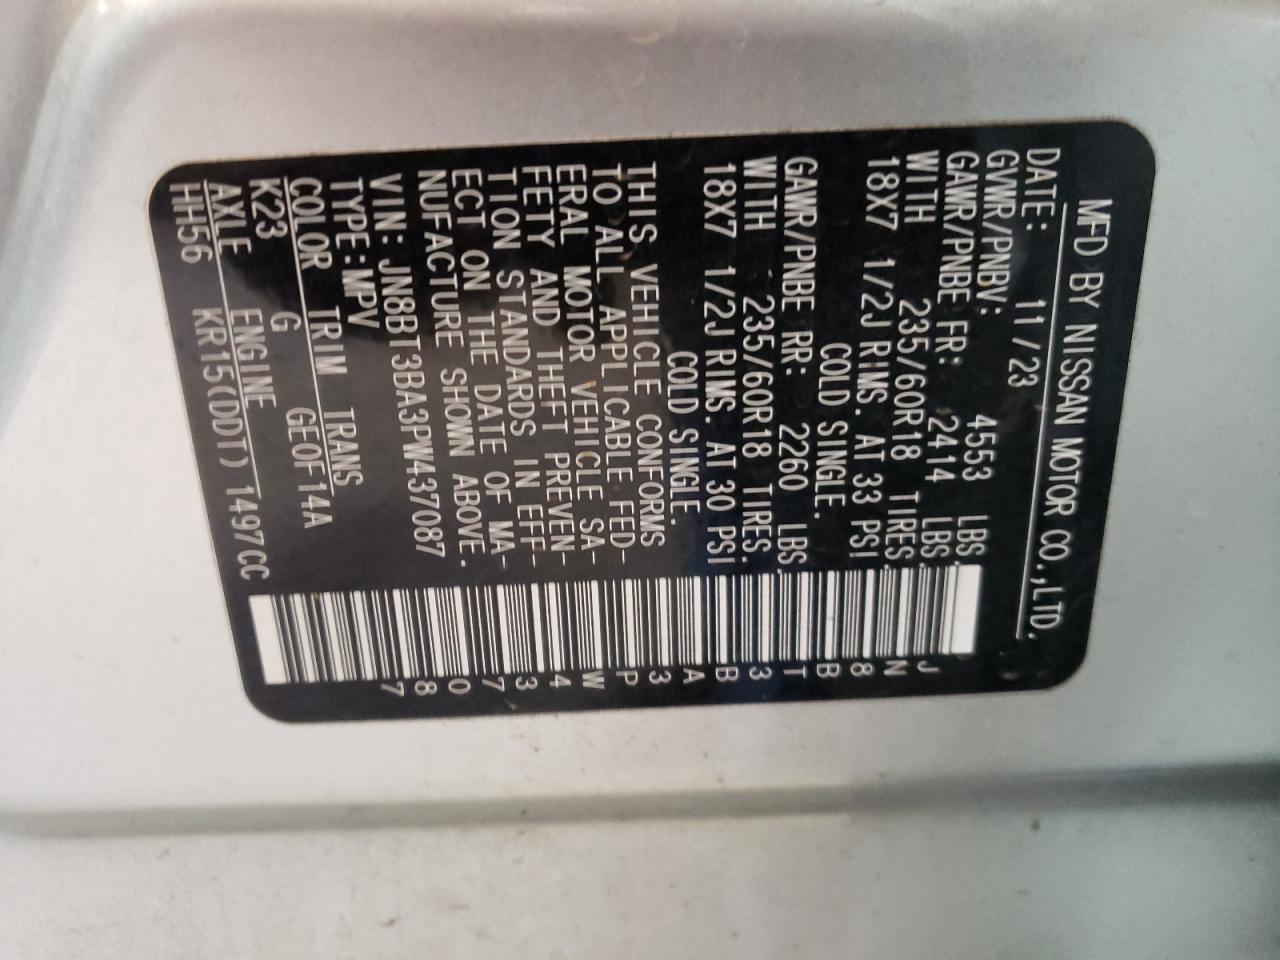 MFD BY NISSAN MOTOR CO.,LTD.
DATE: 11/23
GVWR/PNBV: 4553 LBS.
GAWR/PNBE FR: 2414 LBS.
WITH 235/60R18 TIRES.
18X7 1/2J RIMS. AT 33 PSI
COLD SINGLE.
GAWR/PNBE RR: 2260 LBS.
WITH 235/60R18 TIRES.
18X7 1/2J RIMS. AT 30 PSI
COLD SINGLE.
THIS VEHICLE CONFORMS
TO ALL APPLICABLE FED-
ERAL MOTOR VEHICLE SA-
FETY AND THEFT PREVEN-
TION STANDARDS IN EFF-
ECT ON THE DATE OF MA-
NUFACTURE SHOWN ABOVE.
VIN: JN8BT3BA3PW437087
TYPE:MPV
COLOR TRIM TRANS
K23 G GEOF14A
AXLE ENGINE
HH56 KR15(DDT) 1497CC
JN8BT3BA3PW437087